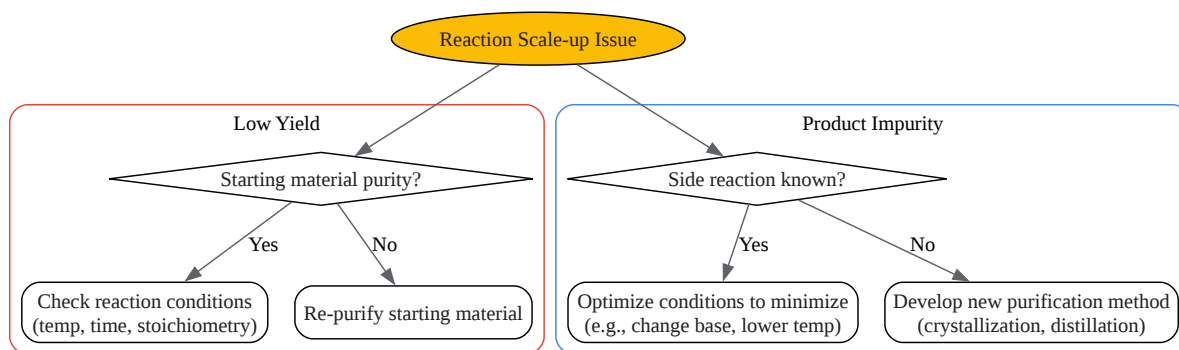 Reaction Scale-up Issue
Low Yield
Product Impurity
Starting material purity?
Side reaction known?
Yes
No
Yes
No
Check reaction conditions
(temp, time, stoichiometry)
Re-purify starting material
Optimize conditions to minimize
(e.g., change base, lower temp)
Develop new purification method
(crystallization, distillation)